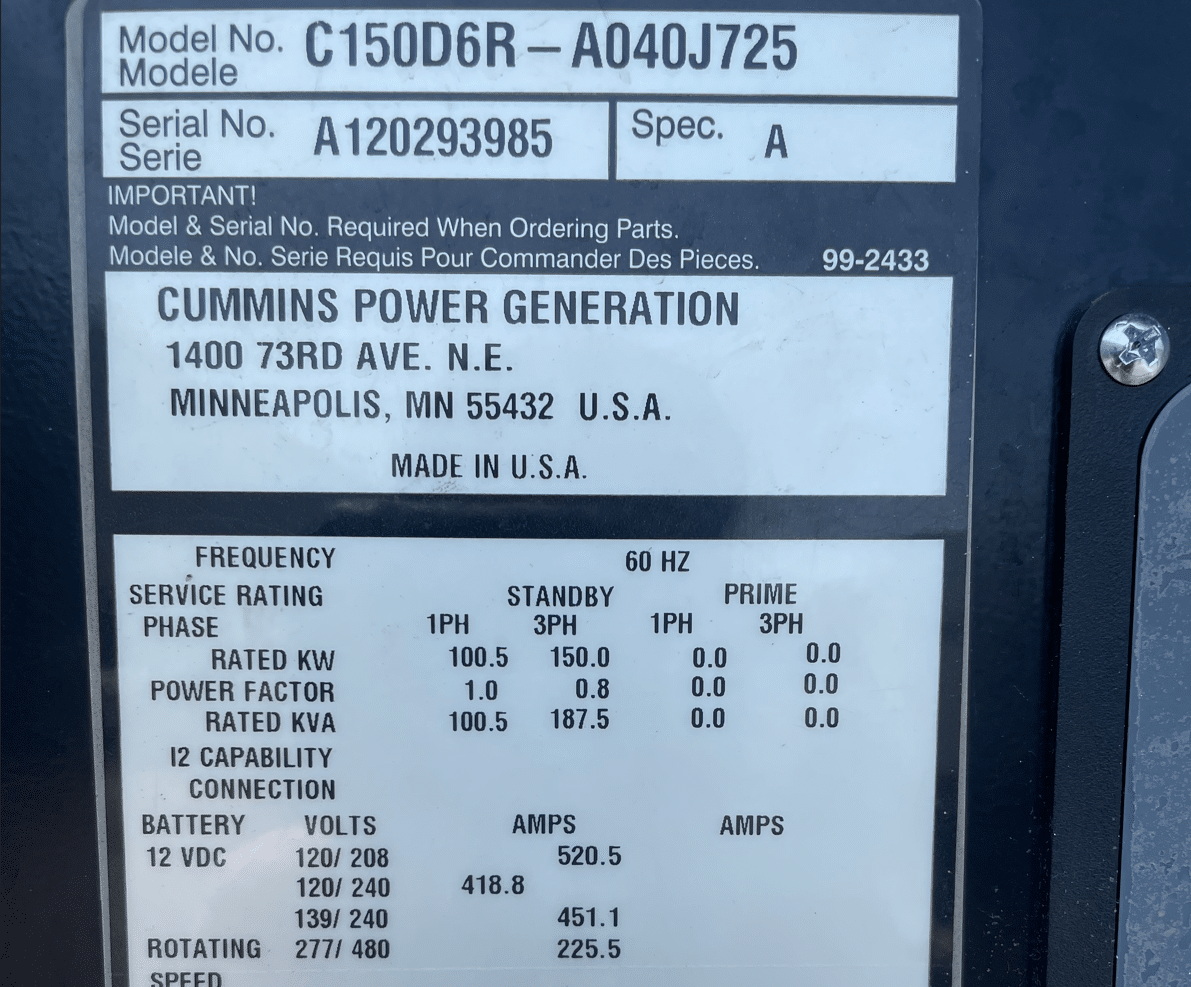 Model No. C150D6R – A040J725
Modele
Serial No. A120293985 Spec. A
Serie
IMPORTANT!
Model & Serial No. Required When Ordering Parts.
Modele & No. Serie Requis Pour Commander Des Pieces. 99-2433
CUMMINS POWER GENERATION
1400 73RD AVE. N.E.
MINNEAPOLIS, MN 55432 U.S.A.
MADE IN U.S.A.
FREQUENCY 60 HZ
SERVICE RATING STANDBY PRIME
PHASE 1PH 3PH 1PH 3PH
RATED KW 100.5 150.0 0.0 0.0
POWER FACTOR 1.0 0.8 0.0 0.0
RATED KVA 100.5 187.5 0.0 0.0
I2 CAPABILITY
CONNECTION
BATTERY VOLTS AMPS AMPS
12 VDC 120/ 208 520.5
120/ 240 418.8
139/ 240 451.1
ROTATING 277/ 480 225.5
SPEED